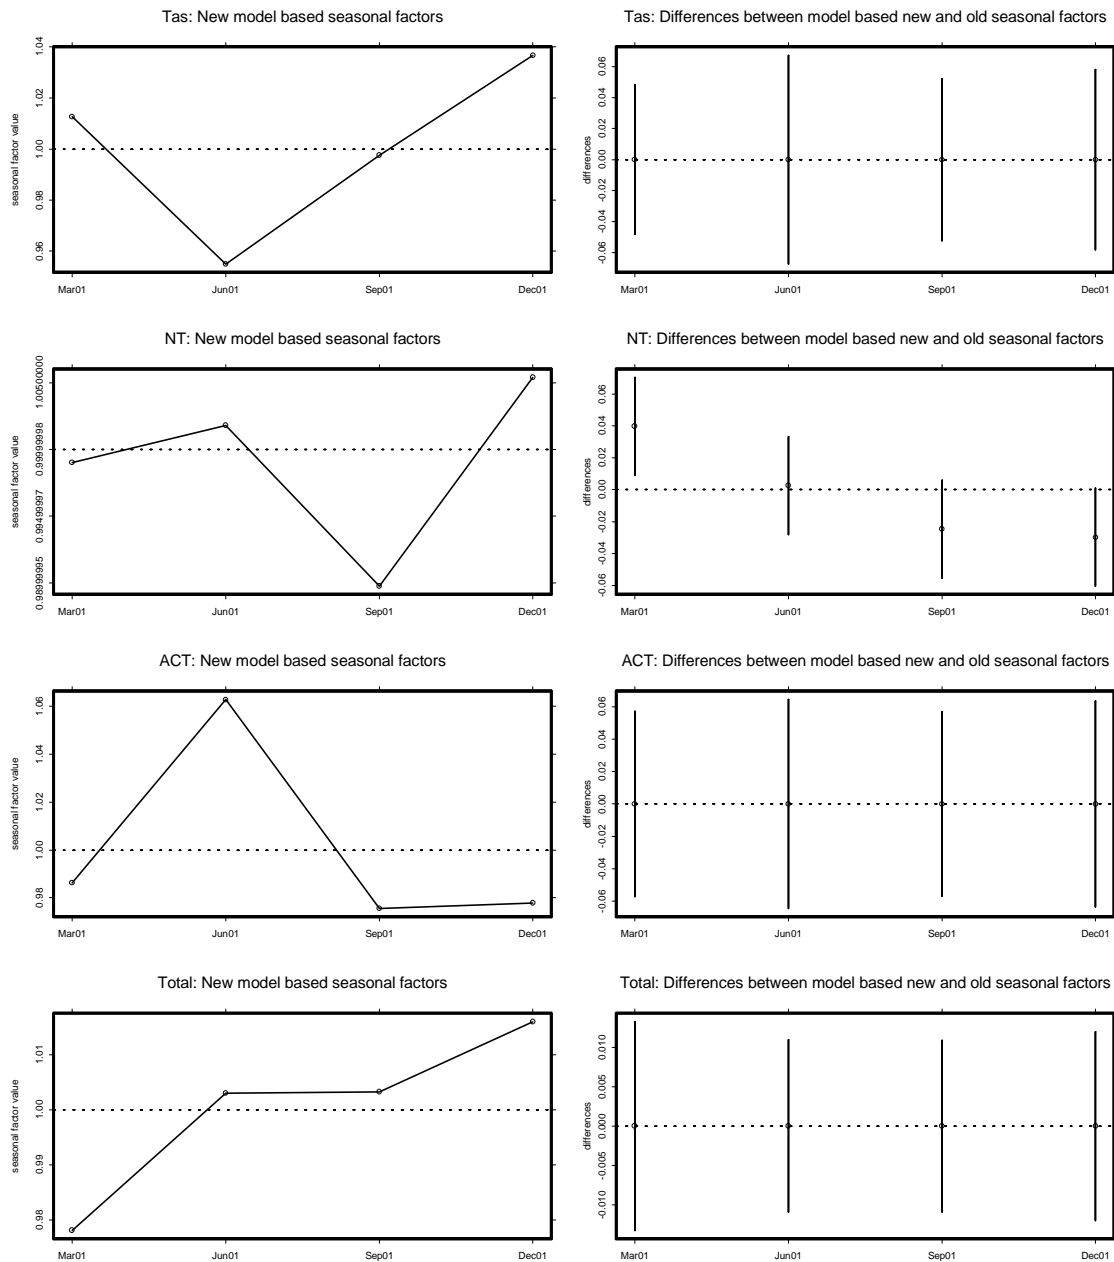 Tas: New model based seasonal factors
seasonal factor value
1.04
1.02
1.00
0.98
0.96
Mar01 Jun01 Sep01 Dec01
Tas: Differences between model based new and old seasonal factors
differences
0.06
0.04
0.02
0.00
-0.02
-0.04
-0.06
Mar01 Jun01 Sep01 Dec01
NT: New model based seasonal factors
seasonal factor value
1.00500000
0.99999998
0.99499997
0.98999995
Mar01 Jun01 Sep01 Dec01
NT: Differences between model based new and old seasonal factors
differences
0.06
0.04
0.02
0.00
-0.02
-0.04
-0.06
Mar01 Jun01 Sep01 Dec01
ACT: New model based seasonal factors
seasonal factor value
1.06
1.04
1.02
1.00
0.98
Mar01 Jun01 Sep01 Dec01
ACT: Differences between model based new and old seasonal factors
differences
0.06
0.04
0.02
0.00
-0.02
-0.04
-0.06
Mar01 Jun01 Sep01 Dec01
Total: New model based seasonal factors
seasonal factor value
1.01
1.00
0.99
0.98
Mar01 Jun01 Sep01 Dec01
Total: Differences between model based new and old seasonal factors
differences
0.010
0.005
0.000
-0.005
-0.010
Mar01 Jun01 Sep01 Dec01